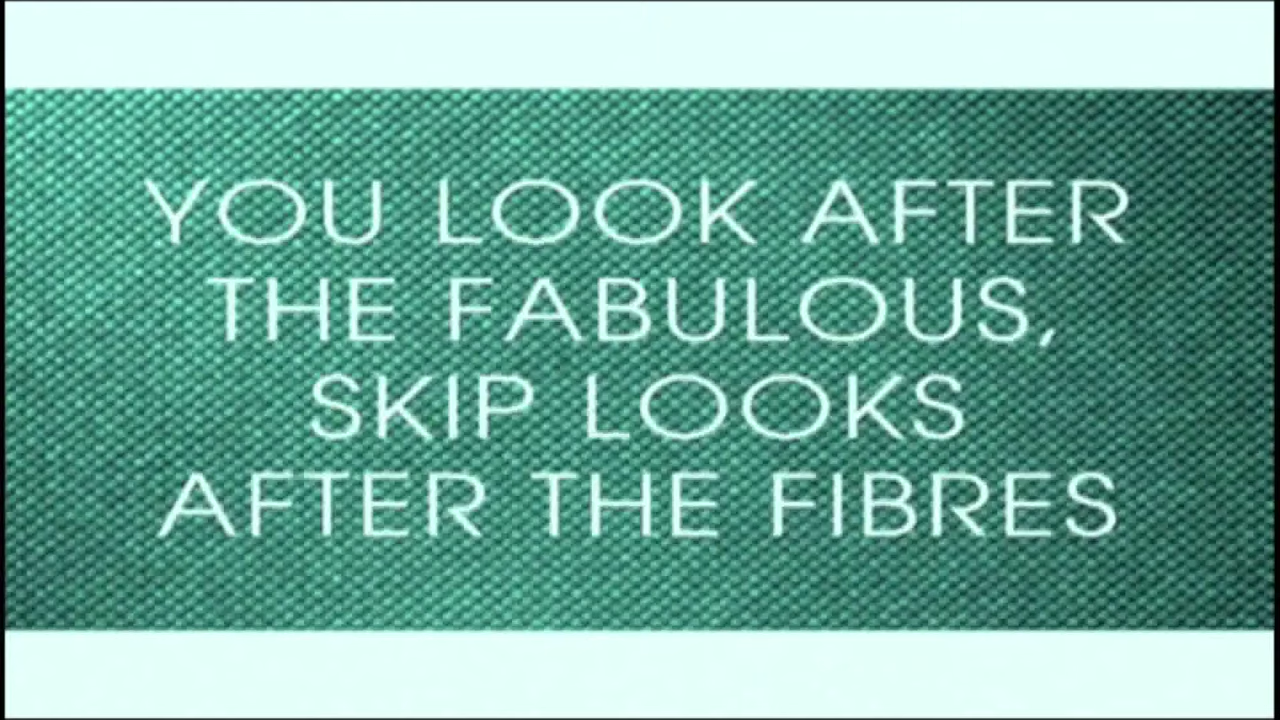 YOU LOOK AFTER
THE FABULOUS,
SKIP LOOKS
AFTER THE FIBRES